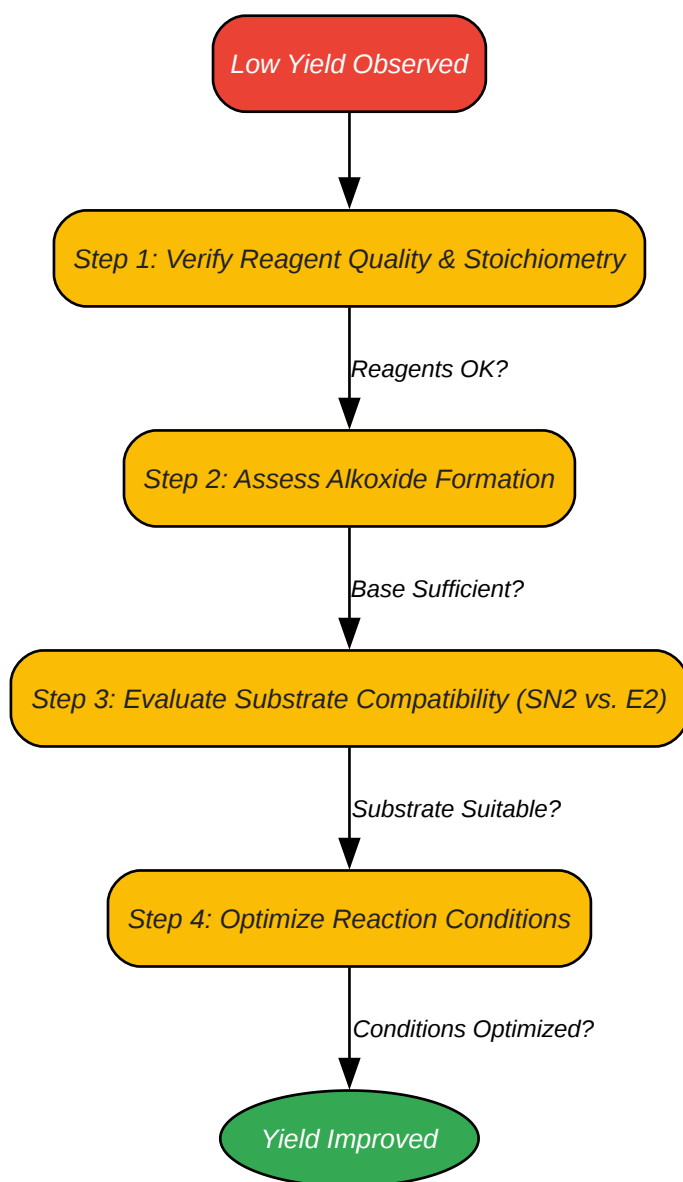 Low Yield Observed
Step 1: Verify Reagent Quality & Stoichiometry
Reagents OK?
Step 2: Assess Alkoxide Formation
Base Sufficient?
Step 3: Evaluate Substrate Compatibility (SN2 vs. E2)
Substrate Suitable?
Step 4: Optimize Reaction Conditions
Conditions Optimized?
Yield Improved